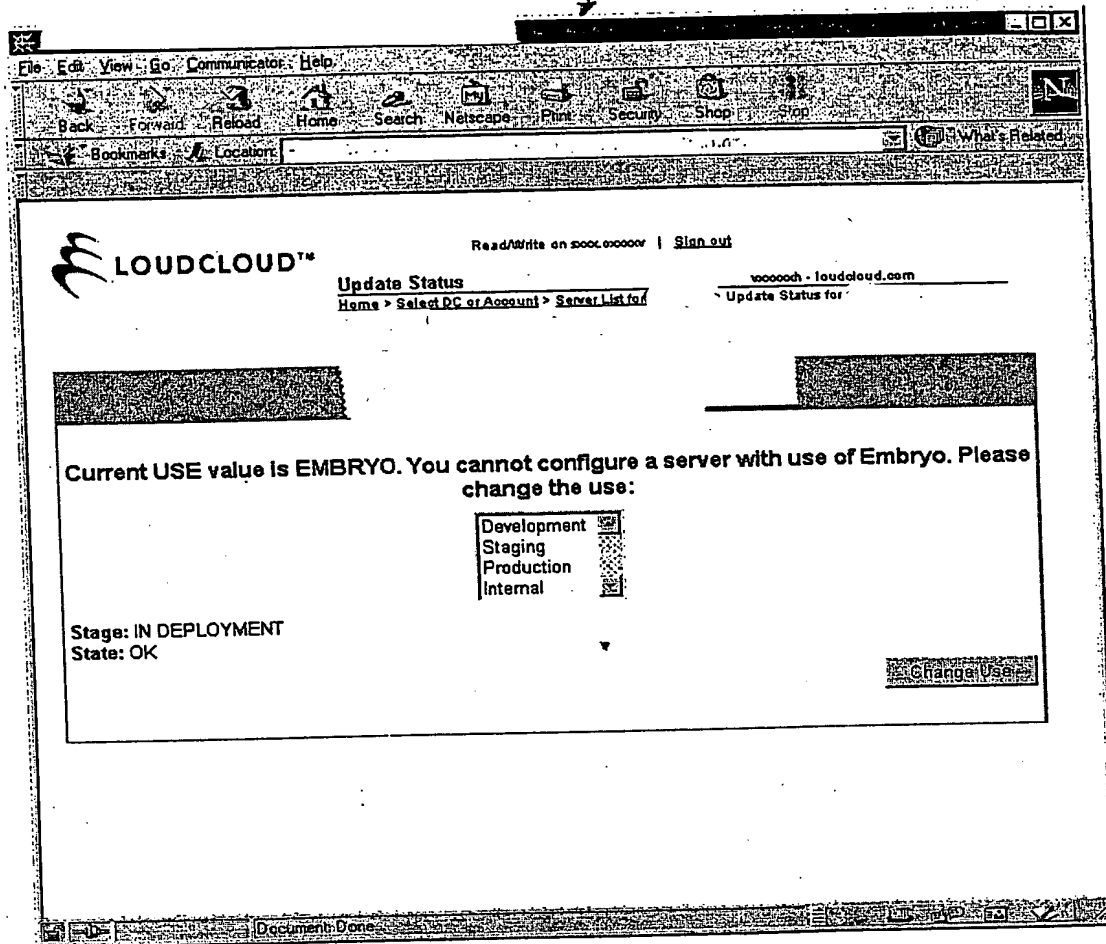 File Edit View Go Communicator Help
Back Forward Reload Home Search Netscape Print Security Shop Stop
Bookmarks Location: What's Related
N
LOUDCLOUD™
Read/Write on | Sign out
Update Status
Home > Select DC or Account > Server List for
- loudcloud.com
Update Status for
Current USE value is EMBRYO. You cannot configure a server with use of Embryo. Please
change the use:
Development
Staging
Production
Internal
Stage: IN DEPLOYMENT
State: OK
Change Use
Document: Done